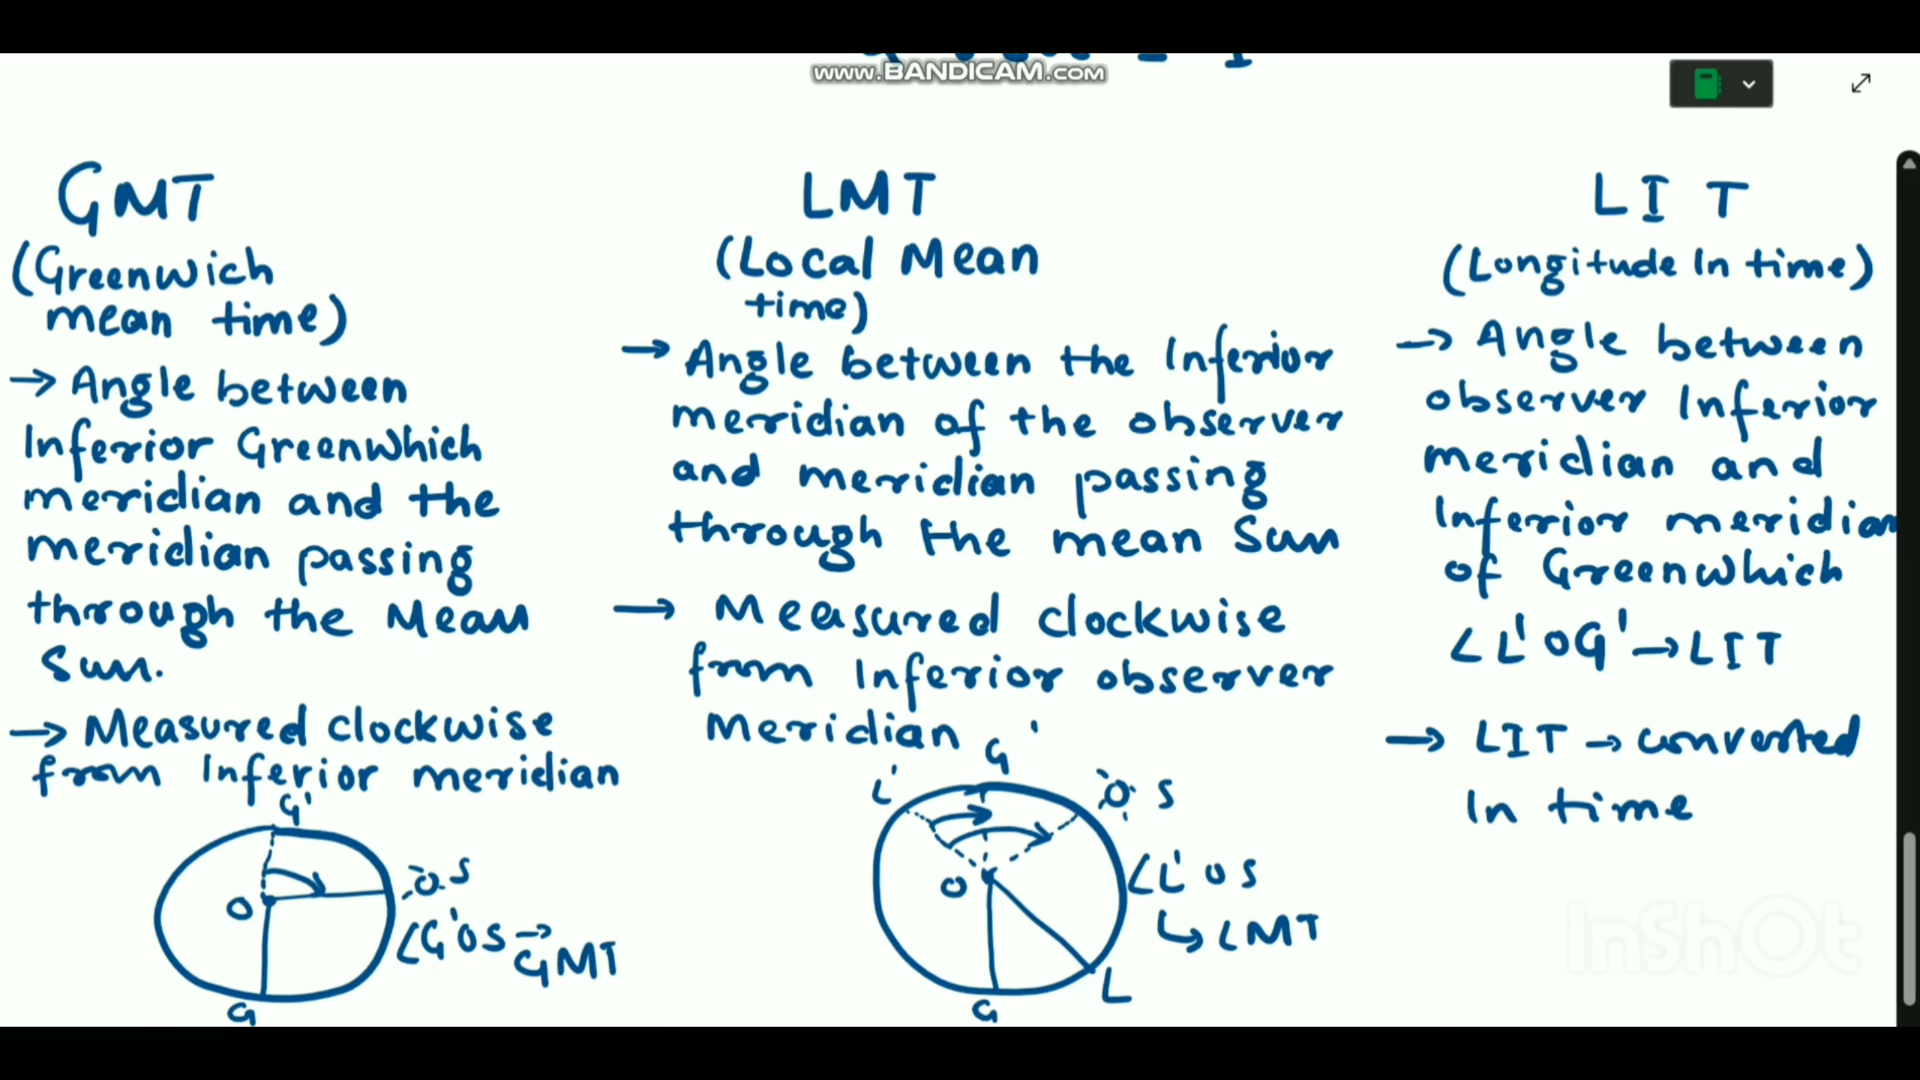 www.BANDICAM.com
GMT
(Greenwich
mean time)
→ Angle between
Inferior Greenwhich
meridian and the
meridian passing
through the Mean
Sun.
→ Measured clockwise
from Inferior meridian
G'
S
O
∠G'OS → GMT
G
LMT
(Local Mean
time)
→ Angle between the Inferior
meridian of the observer
and meridian passing
through the mean Sun
→ Measured clockwise
from Inferior observer
Meridian
G'
L'
S
O
∠L'OS
↳ LMT
L
G
LIT
(Longitude In time)
→ Angle between
observer Inferior
meridian and
Inferior meridian
of Greenwhich
∠L'OG' → LIT
→ LIT → converted
In time
InShOt